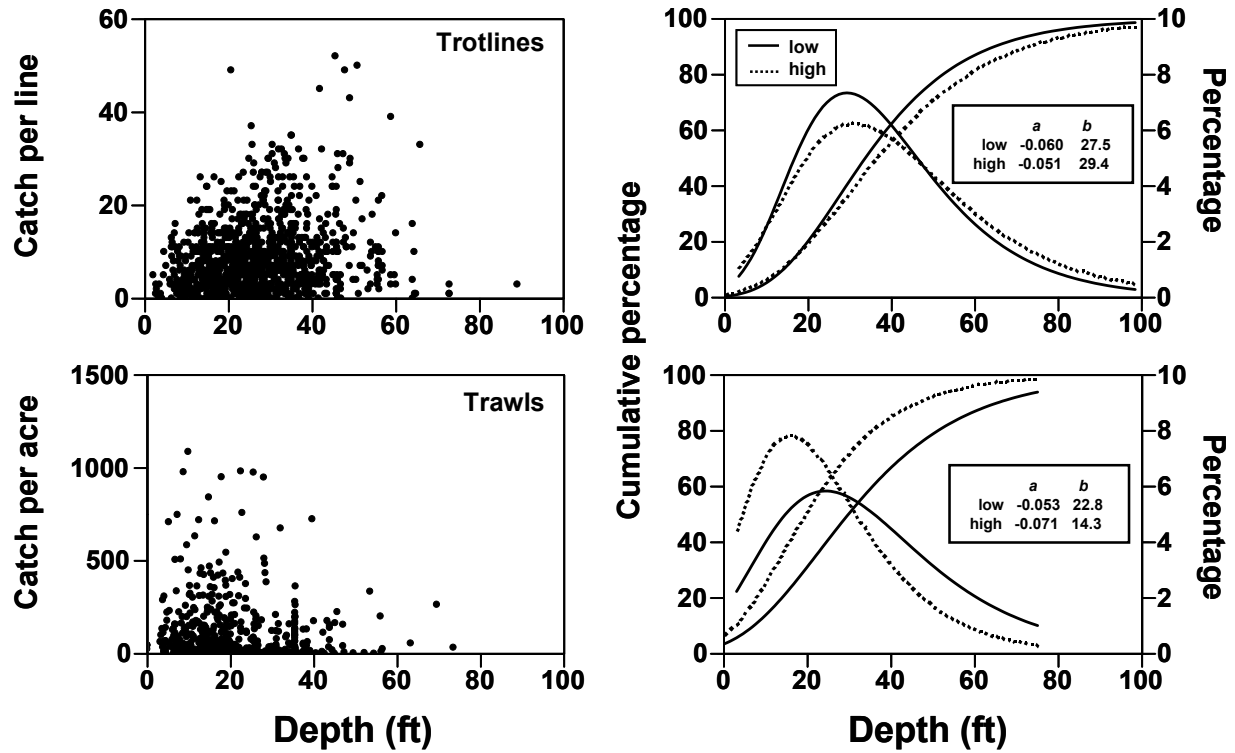 Trotlines
Catch per line
60
40
20
0
0 20 40 60 80 100
Trawls
Catch per acre
1500
1000
500
0
0 20 40 60 80 100
Depth (ft)
low
high
Cumulative percentage
Percentage
100
80
60
40
20
0
10
8
6
4
2
0
a b
low -0.060 27.5
high -0.051 29.4
0 20 40 60 80 100
100
80
60
40
20
0
10
8
6
4
2
0
Percentage
a b
low -0.053 22.8
high -0.071 14.3
0 20 40 60 80 100
Depth (ft)